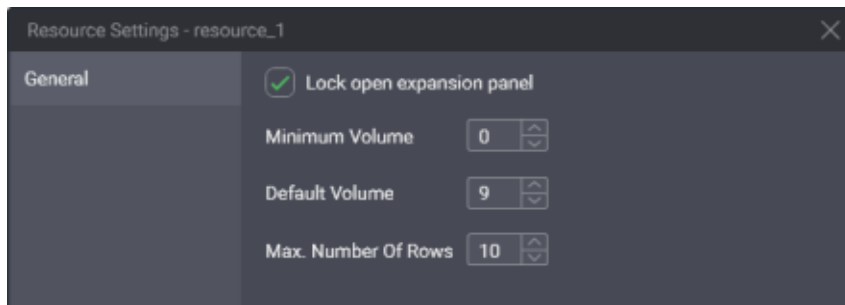 Resource Settings - resource_1
General
Lock open expansion panel
Minimum Volume 0
Default Volume 9
Max. Number Of Rows 10